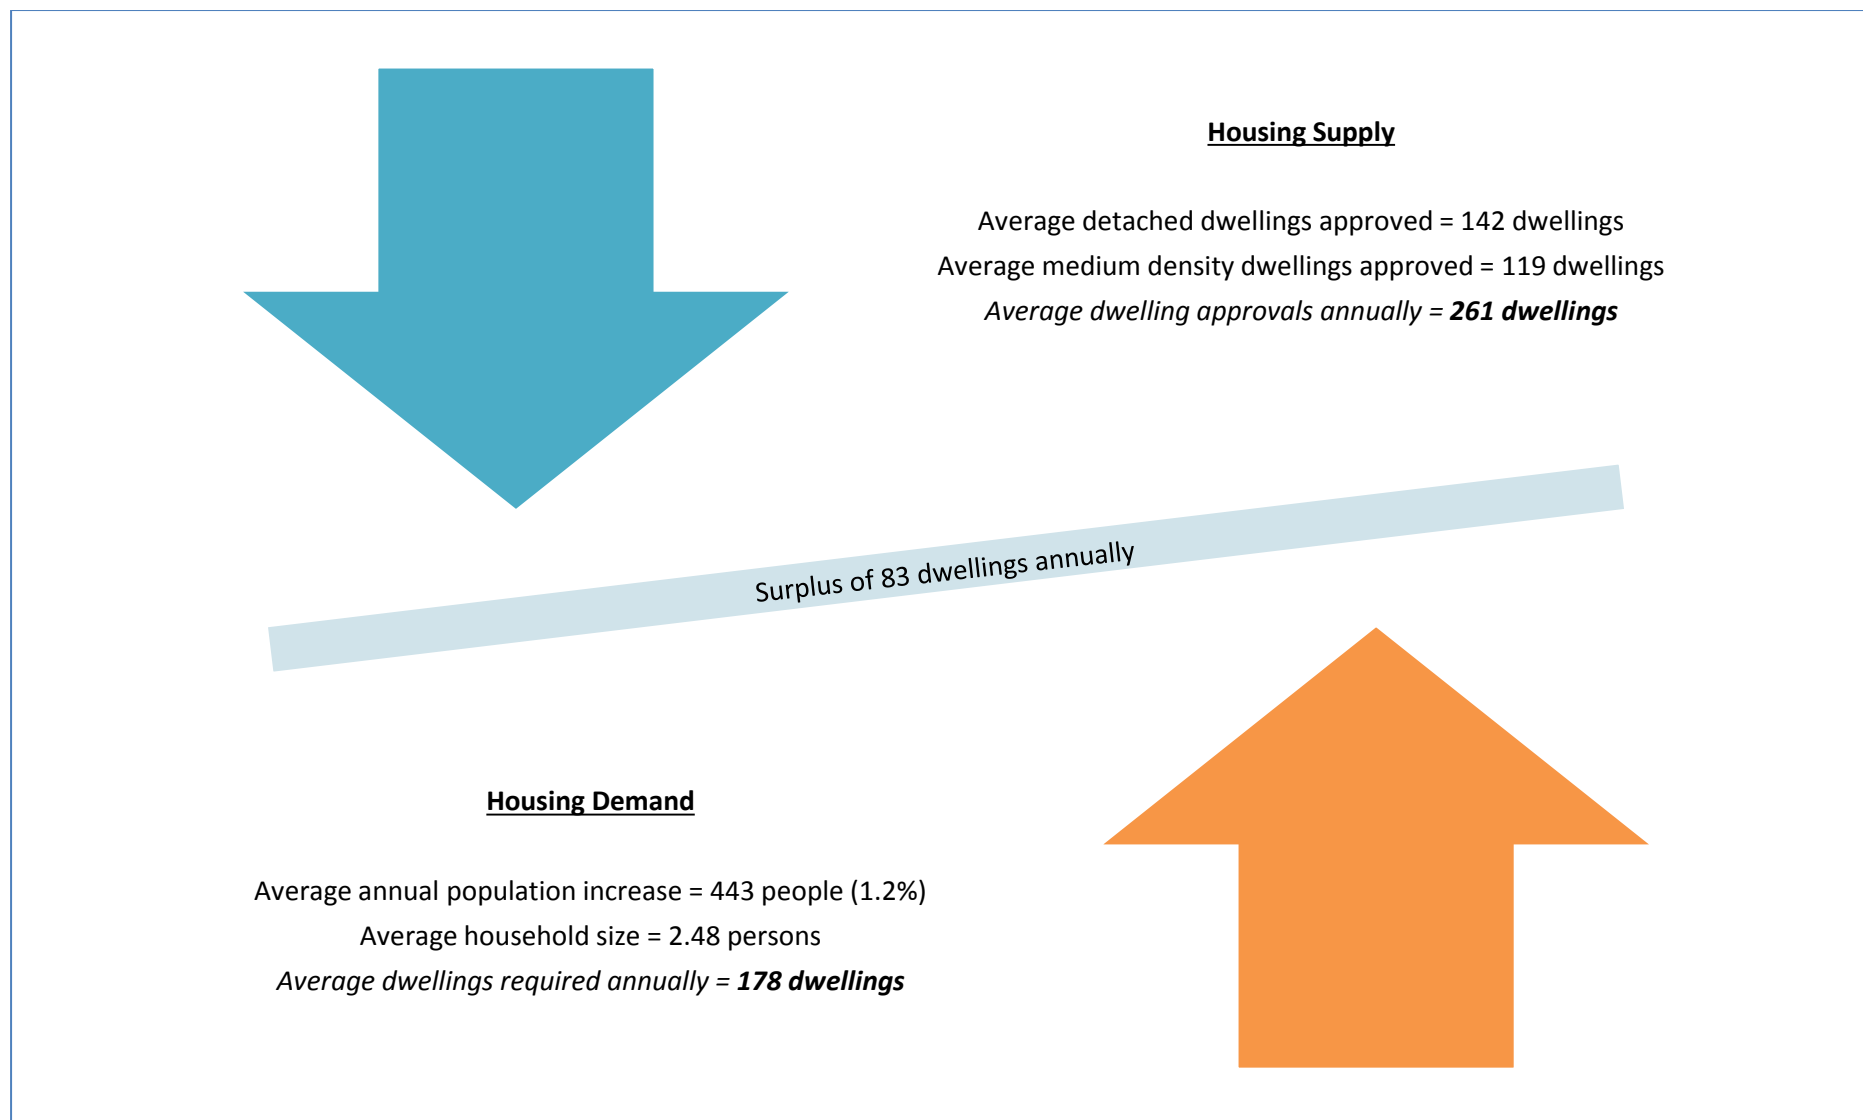 Housing Supply
Average detached dwellings approved = 142 dwellings
Average medium density dwellings approved = 119 dwellings
Average dwelling approvals annually = 261 dwellings
Surplus of 83 dwellings annually
Housing Demand
Average annual population increase = 443 people (1.2%)
Average household size = 2.48 persons
Average dwellings required annually = 178 dwellings